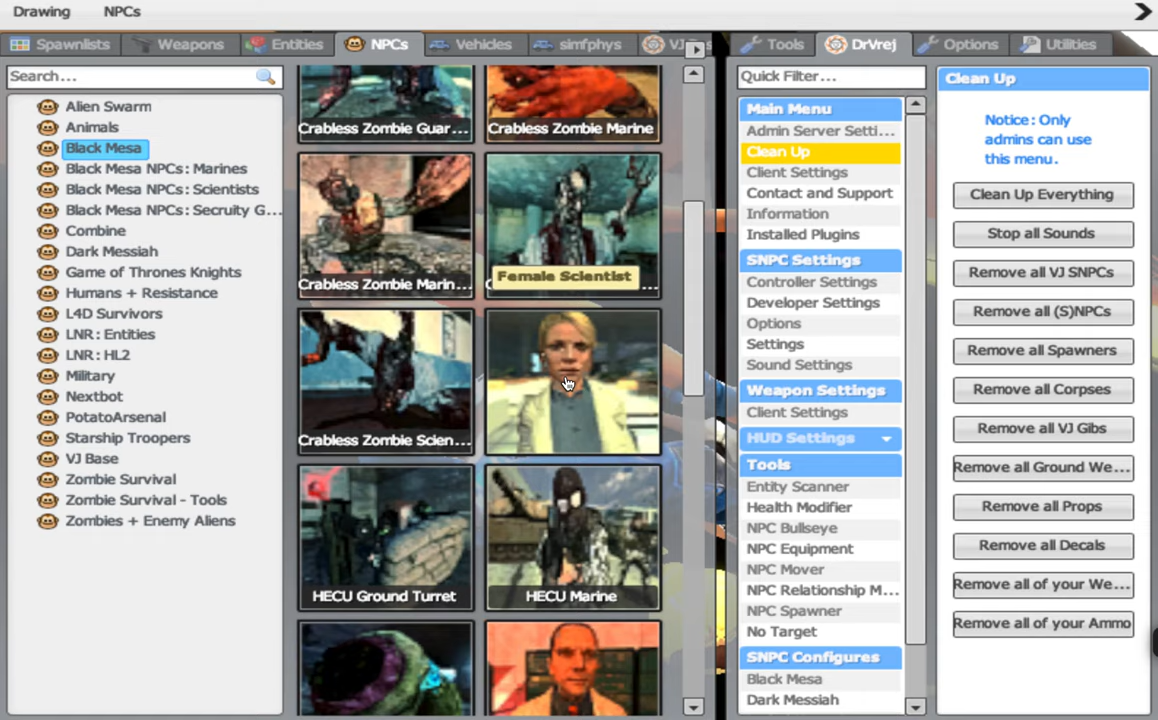 Drawing NPCs
Spawnlists Weapons Entities NPCs Vehicles simfphys
Tools DrVrej Options Utilities
Search...
Alien Swarm
Animals
Black Mesa
Black Mesa NPCs: Marines
Black Mesa NPCs: Scientists
Black Mesa NPCs: Secruity G...
Combine
Dark Messiah
Game of Thrones Knights
Humans + Resistance
L4D Survivors
LNR: Entities
LNR: HL2
Military
Nextbot
PotatoArsenal
Starship Troopers
VJ Base
Zombie Survival
Zombie Survival - Tools
Zombies + Enemy Aliens
Crabless Zombie Guar...
Crabless Zombie Marine
Crabless Zombie Marin...
Female Scientist
Crabless Zombie Scien...
HECU Ground Turret
HECU Marine
Quick Filter...
Main Menu
Admin Server Setti...
Clean Up
Client Settings
Contact and Support
Information
Installed Plugins
SNPC Settings
Controller Settings
Developer Settings
Options
Settings
Sound Settings
Weapon Settings
Client Settings
HUD Settings
Tools
Entity Scanner
Health Modifier
NPC Bullseye
NPC Equipment
NPC Mover
NPC Relationship M...
NPC Spawner
No Target
SNPC Configures
Black Mesa
Dark Messiah
Clean Up
Notice: Only
admins can use
this menu.
Clean Up Everything
Stop all Sounds
Remove all VJ SNPCs
Remove all (S)NPCs
Remove all Spawners
Remove all Corpses
Remove all VJ Gibs
Remove all Ground We...
Remove all Props
Remove all Decals
Remove all of your We...
Remove all of your Ammo